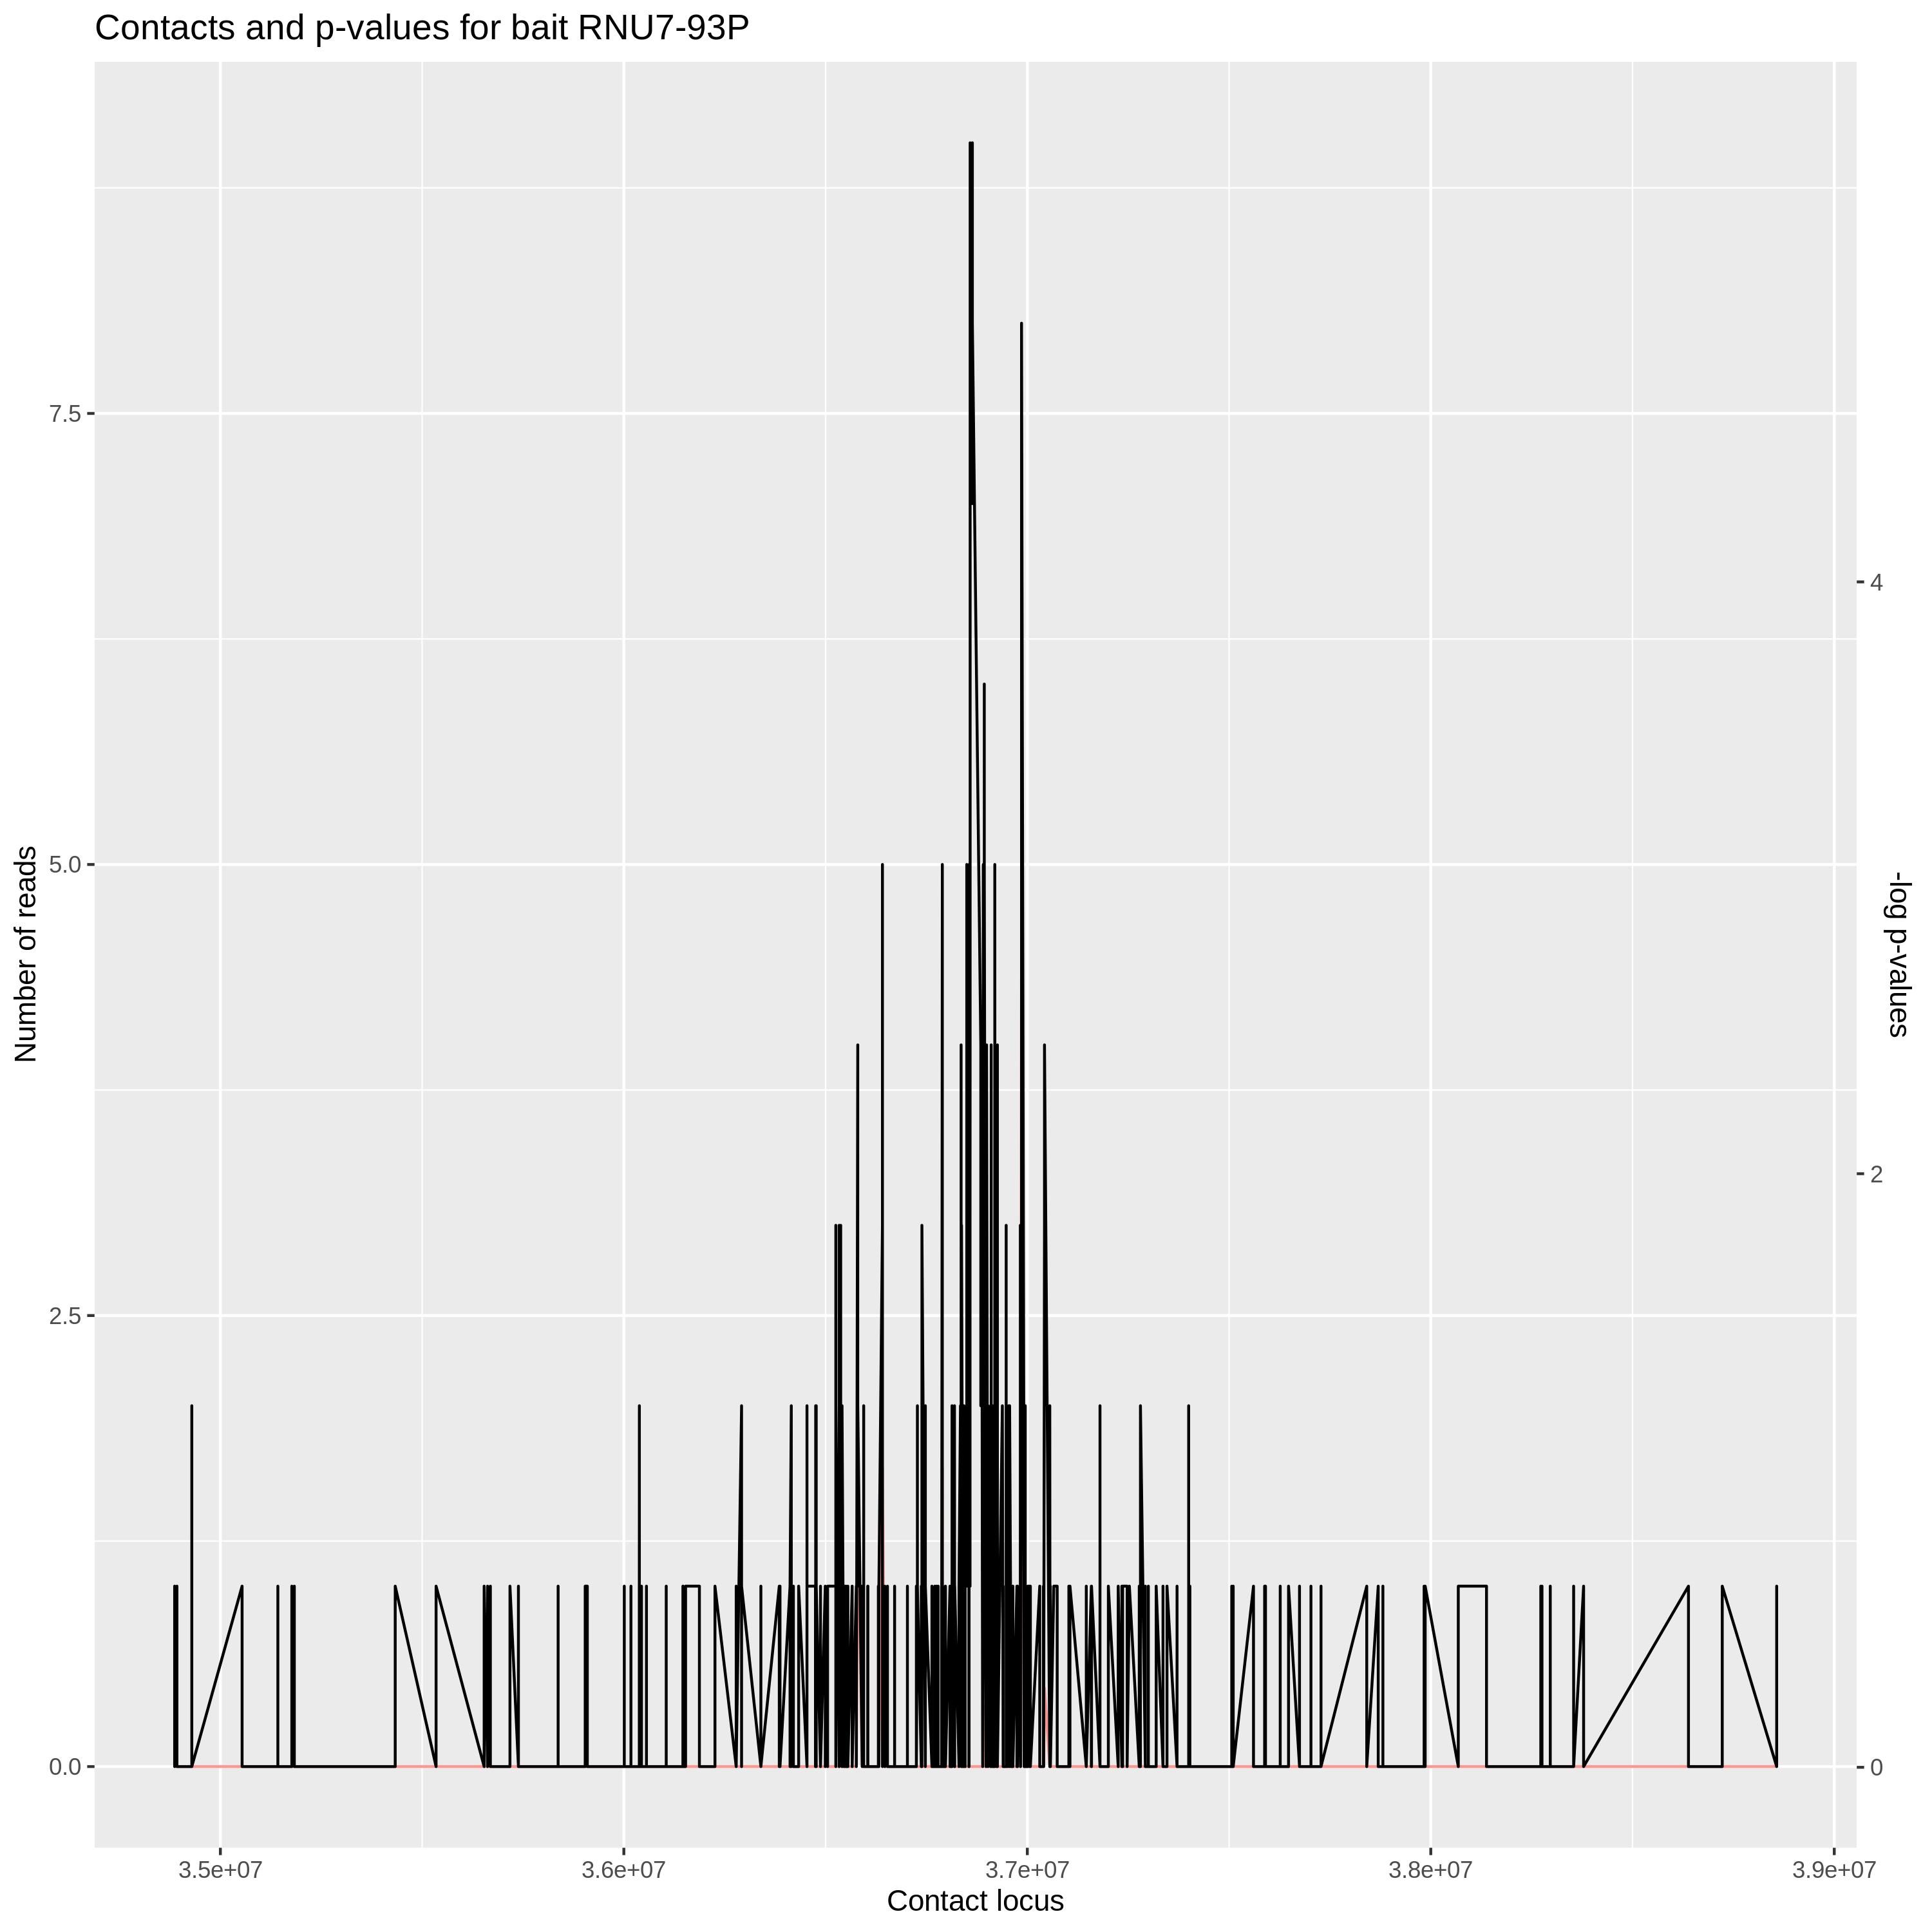 Contacts and p-values for bait RNU7-93P
7.5
5.0
2.5
0.0
Number of reads
4
2
0
-log p-values
3.5e+07 3.6e+07 3.7e+07 3.8e+07 3.9e+07
Contact locus